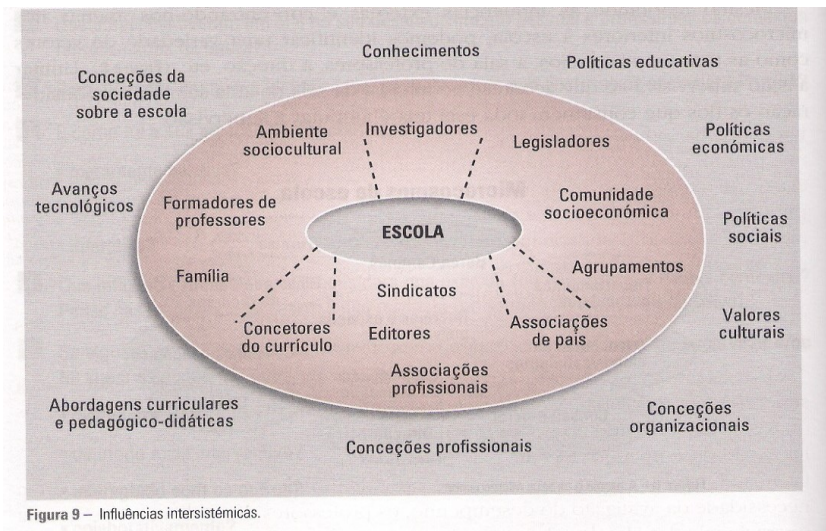 Conhecimentos
Políticas educativas
Conceções da
sociedade
sobre a escola
Ambiente
sociocultural
Investigadores
Legisladores
Políticas
económicas
Avanços
tecnológicos
Formadores de
professores
Comunidade
socioeconómica
ESCOLA
Políticas
sociais
Família
Agrupamentos
Sindicatos
Concetores
do currículo
Editores
Associações
de pais
Valores
culturais
Associações
profissionais
Abordagens curriculares
e pedagógico-didáticas
Conceções
organizacionais
Conceções profissionais
Figura 9 – Influências intersistémicas.